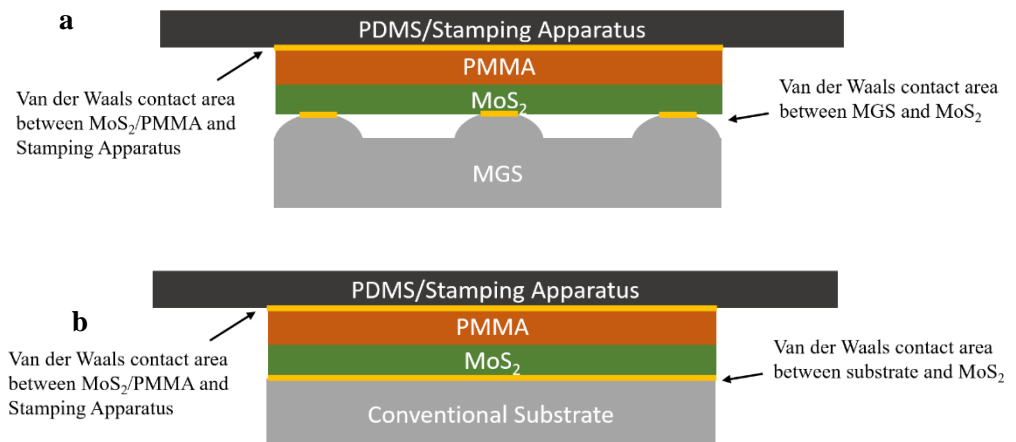 a
PDMS/Stamping Apparatus
PMMA
MoS₂
Van der Waals contact area
between MoS₂/PMMA and
Stamping Apparatus
Van der Waals contact area
between MGS and MoS₂
MGS
b
PDMS/Stamping Apparatus
PMMA
MoS₂
Van der Waals contact area
between MoS₂/PMMA and
Stamping Apparatus
Van der Waals contact area
between substrate and MoS₂
Conventional Substrate